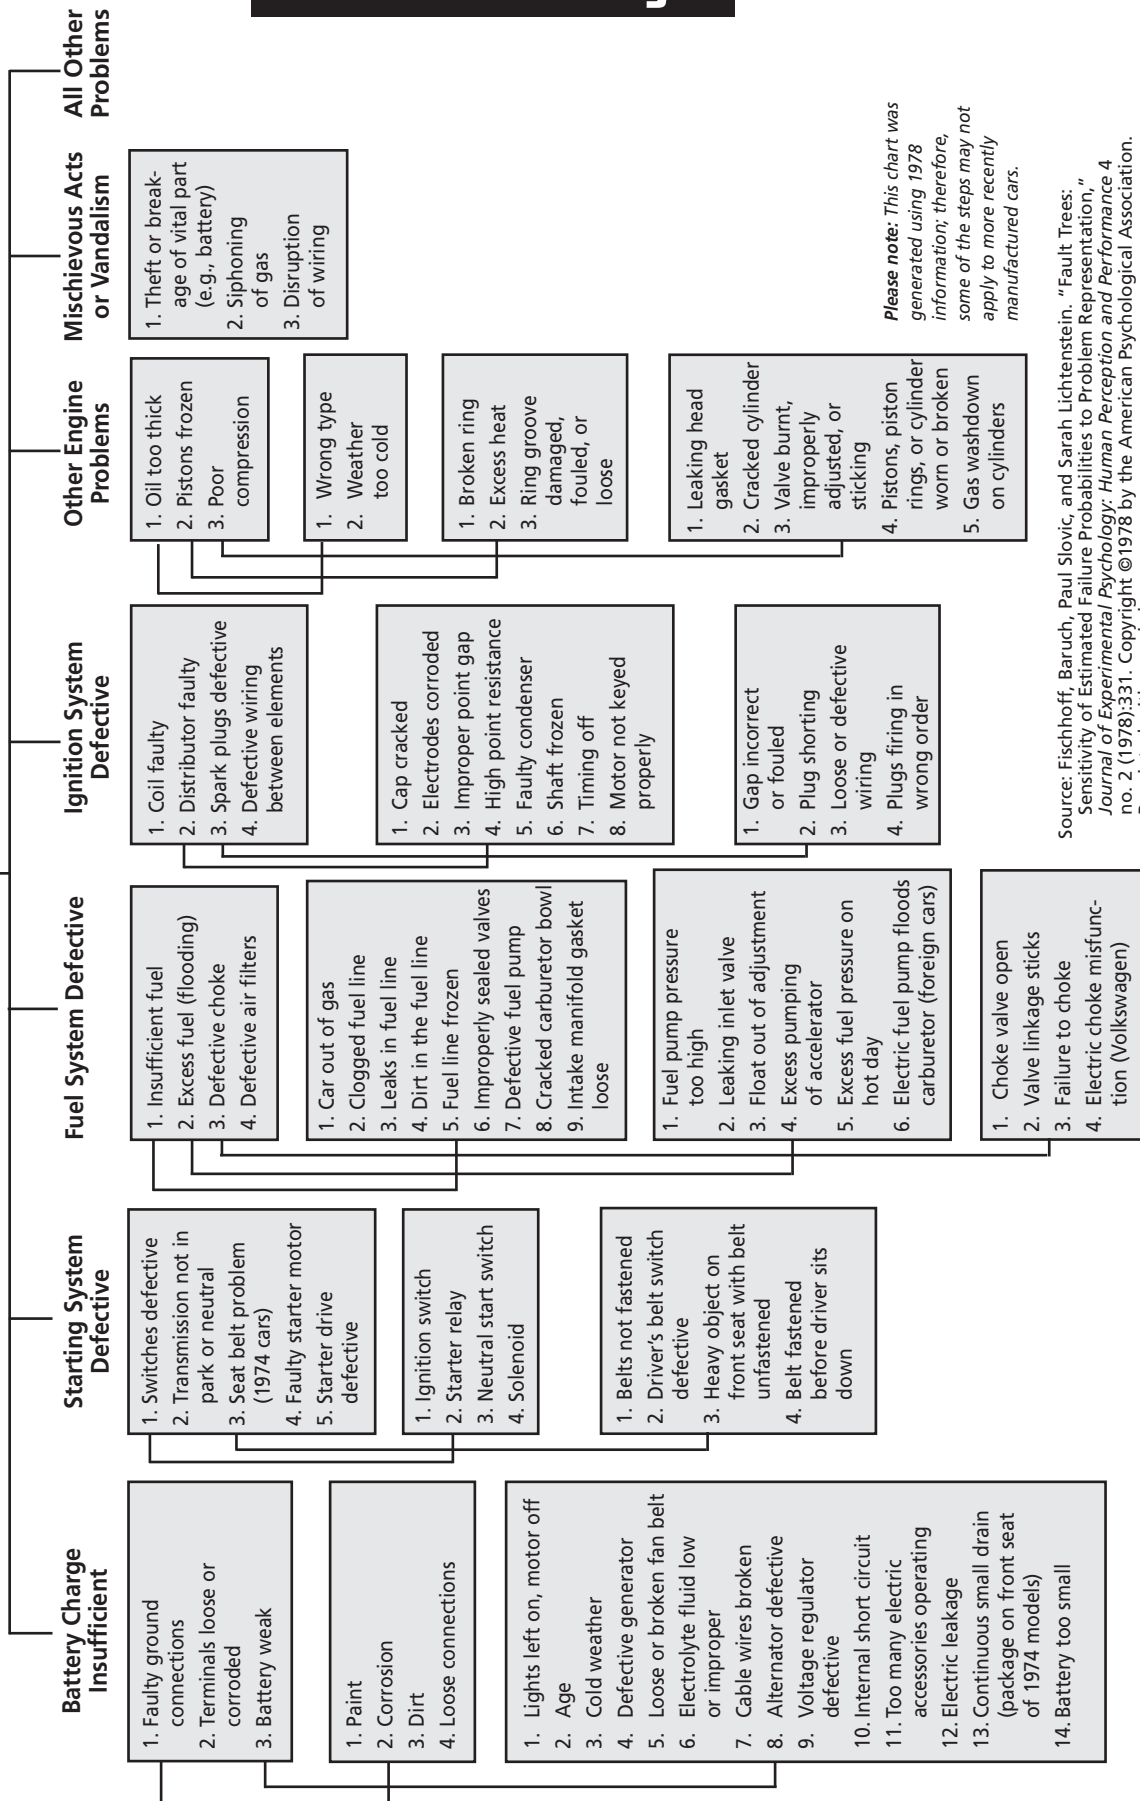 Battery Charge
Insufficient
1. Faulty ground
connections
2. Terminals loose or
corroded
3. Battery weak
1. Paint
2. Corrosion
3. Dirt
4. Loose connections
1. Lights left on, motor off
2. Age
3. Cold weather
4. Defective generator
5. Loose or broken fan belt
6. Electrolyte fluid low
or improper
7. Cable wires broken
8. Alternator defective
9. Voltage regulator
defective
10. Internal short circuit
11. Too many electric
accessories operating
12. Electric leakage
13. Continuous small drain
(package on front seat
of 1974 models)
14. Battery too small
Starting System
Defective
1. Switches defective
2. Transmission not in
park or neutral
3. Seat belt problem
(1974 cars)
4. Faulty starter motor
5. Starter drive
defective
1. Ignition switch
2. Starter relay
3. Neutral start switch
4. Solenoid
1. Belts not fastened
2. Driver's belt switch
defective
3. Heavy object on
front seat with belt
unfastened
4. Belt fastened
before driver sits
down
Fuel System Defective
1. Insufficient fuel
2. Excess fuel (flooding)
3. Defective choke
4. Defective air filters
1. Car out of gas
2. Clogged fuel line
3. Leaks in fuel line
4. Dirt in the fuel line
5. Fuel line frozen
6. Improperly sealed valves
7. Defective fuel pump
8. Cracked carburetor bowl
9. Intake manifold gasket
loose
1. Fuel pump pressure
too high
2. Leaking inlet valve
3. Float out of adjustment
4. Excess pumping
of accelerator
5. Excess fuel pressure on
hot day
6. Electric fuel pump floods
carburetor (foreign cars)
1. Choke valve open
2. Valve linkage sticks
3. Failure to choke
4. Electric choke misfunc-
tion (Volkswagen)
Ignition System
Defective
1. Coil faulty
2. Distributor faulty
3. Spark plugs defective
4. Defective wiring
between elements
1. Cap cracked
2. Electrodes corroded
3. Improper point gap
4. High point resistance
5. Faulty condenser
6. Shaft frozen
7. Timing off
8. Motor not keyed
properly
1. Gap incorrect
or fouled
2. Plug shorting
3. Loose or defective
wiring
4. Plugs firing in
wrong order
Other Engine
Problems
1. Oil too thick
2. Pistons frozen
3. Poor
compression
1. Wrong type
2. Weather
too cold
1. Broken ring
2. Excess heat
3. Ring groove
damaged,
fouled, or
loose
1. Leaking head
gasket
2. Cracked cylinder
3. Valve burnt,
improperly
adjusted, or
sticking
4. Pistons, piston
rings, or cylinder
worn or broken
5. Gas washdown
on cylinders
Mischievous Acts
or Vandalism
1. Theft or break-
age of vital part
(e.g., battery)
2. Siphoning
of gas
3. Disruption
of wiring
All Other
Problems
Please note: This chart was
generated using 1978
information; therefore,
some of the steps may not
apply to more recently
manufactured cars.
Source: Fischhoff, Baruch, Paul Slovic, and Sarah Lichtenstein. "Fault Trees:
Sensitivity of Estimated Failure Probabilities to Problem Representation,"
Journal of Experimental Psychology: Human Perception and Performance 4
no. 2 (1978):331. Copyright ©1978 by the American Psychological Association.